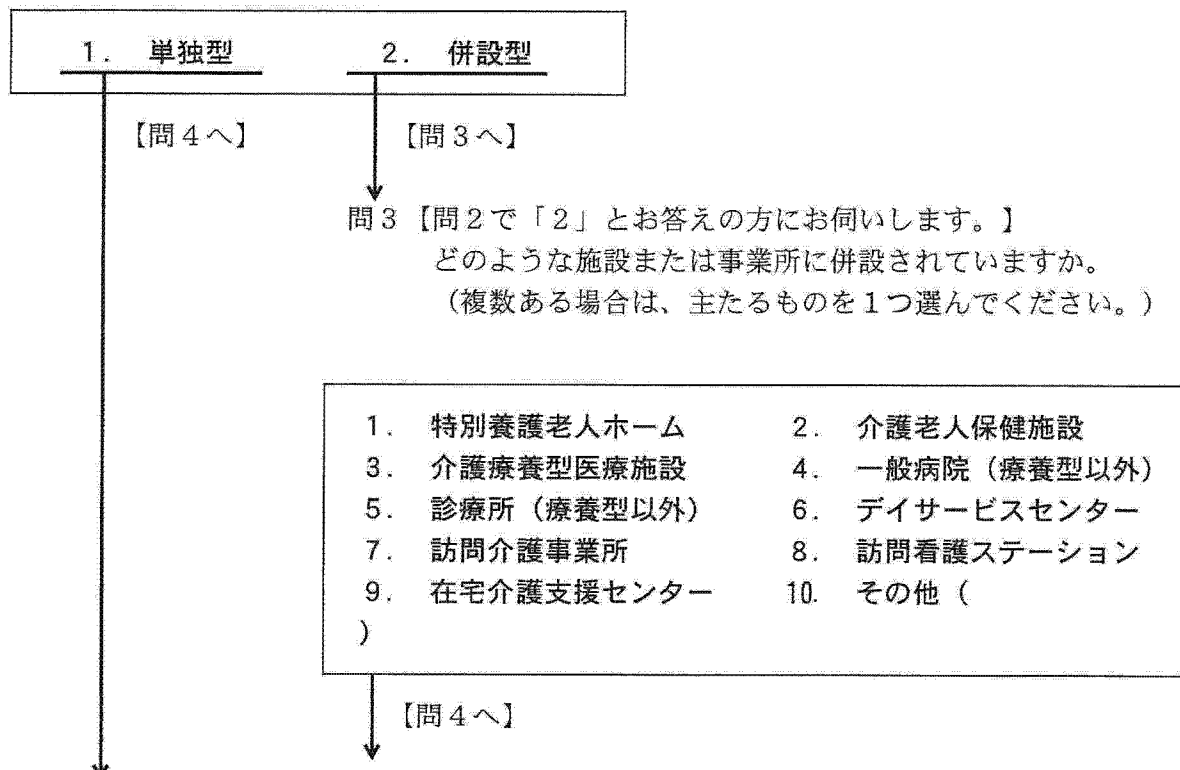 1． 単独型　　2． 併設型
【問４へ】　　【問３へ】
問３【問２で「２」とお答えの方にお伺いします。】
どのような施設または事業所に併設されていますか。
（複数ある場合は、主たるものを１つ選んでください。）
1． 特別養護老人ホーム　　2． 介護老人保健施設
3． 介護療養型医療施設　　4． 一般病院（療養型以外）
5． 診療所（療養型以外）　　6． デイサービスセンター
7． 訪問介護事業所　　8． 訪問看護ステーション
9． 在宅介護支援センター　　10． その他（
）
【問４へ】